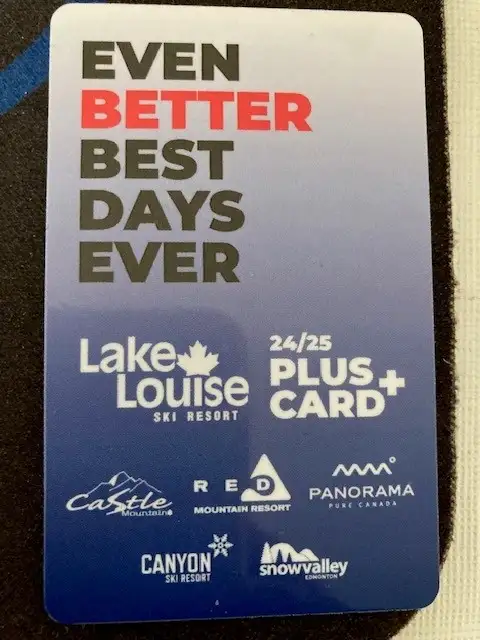 EVEN
BETTER
BEST
DAYS
EVER
Lake
Louise
SKI RESORT
24/25
PLUS+
CARD
Castle
Mountain
RED
MOUNTAIN RESORT
PANORAMA
PURE CANADA
CANYON
SKI RESORT
snowvalley
EDMONTON